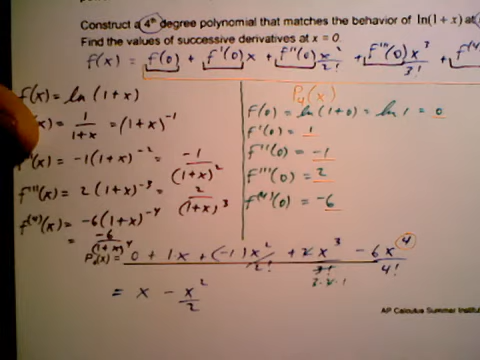 Construct a 4th degree polynomial that matches the behavior of ln(1 + x) at
Find the values of successive derivatives at x = 0.
f(x) = f(0) + f'(0)x + f''(0)x²/2! + f'''(0)x³/3! + f⁽⁴
P₄(x)
f(x) = ln(1+x)
f(0) = ln(1+0) = ln 1 = 0
(x) = 1/(1+x) = (1+x)⁻¹
f'(0) = 1
(x) = -1(1+x)⁻² = -1/(1+x)²
f''(0) = -1
f'''(x) = 2(1+x)⁻³ = 2/(1+x)³
f'''(0) = 2
f⁽⁴⁾(x) = -6(1+x)⁻⁴
f⁽⁴⁾(0) = -6
= -6/(1+x)⁴
P₄(x) = 0 + 1·x + (-1)x²/2! + 2x³/3! - 6x⁴/4!
3·2·1
= x - x²/2
AP Calculus Summer Institut